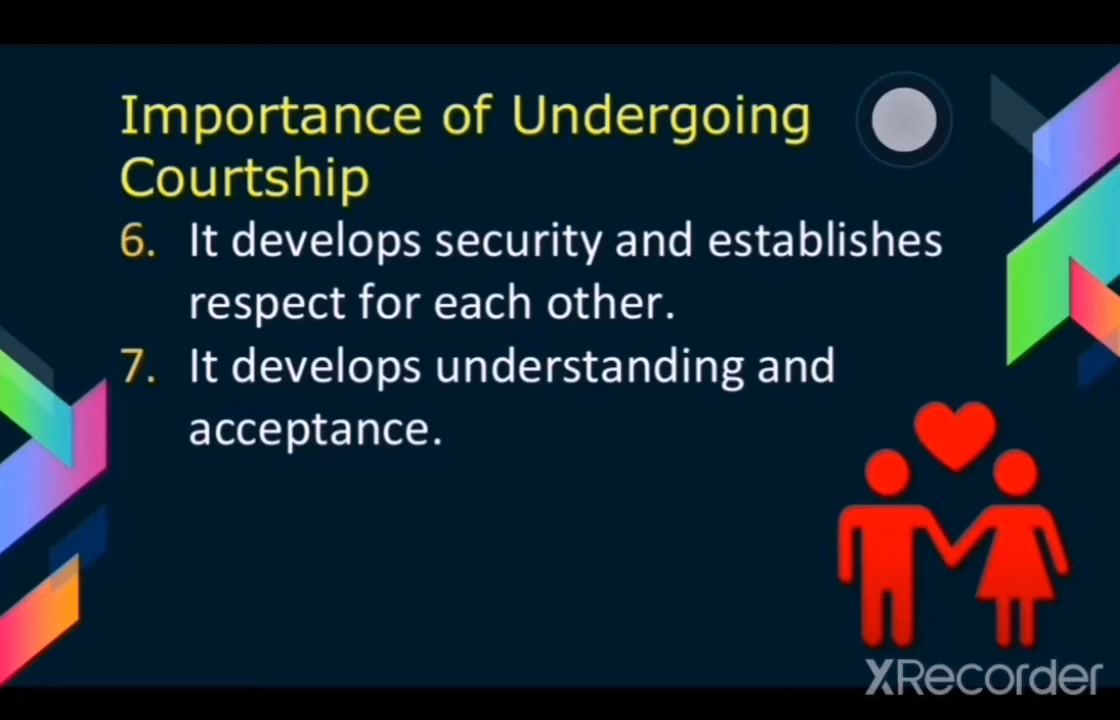 Importance of Undergoing
Courtship
6. It develops security and establishes
respect for each other.
7. It develops understanding and
acceptance.
XRecorder